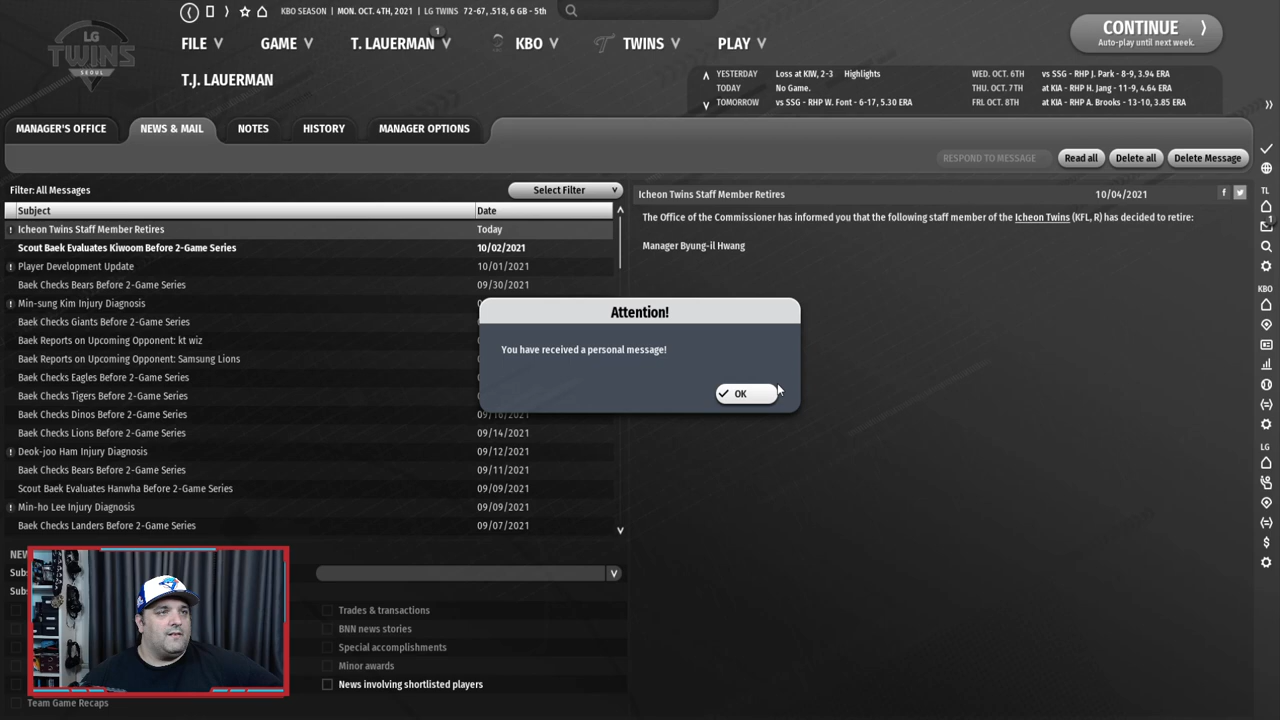 KBO SEASON | MON. OCT. 4TH, 2021 | LG TWINS 72-67, .518, 6 GB - 5th
LG
TWINS
SEOUL
FILE
GAME
T. LAUERMAN
1
KBO
TWINS
PLAY
CONTINUE
Auto-play until next week.
T.J. LAUERMAN
YESTERDAY Loss at KIW, 2-3 Highlights WED. OCT. 6TH vs SSG - RHP J. Park - 8-9, 3.94 ERA
TODAY No Game. THU. OCT. 7TH at KIA - RHP H. Jang - 11-9, 4.64 ERA
TOMORROW vs SSG - RHP W. Font - 6-17, 5.30 ERA FRI. OCT. 8TH at KIA - RHP A. Brooks - 13-10, 3.85 ERA
MANAGER'S OFFICE
NEWS & MAIL
NOTES
HISTORY
MANAGER OPTIONS
RESPOND TO MESSAGE
Read all
Delete all
Delete Message
Filter: All Messages
Select Filter
Subject Date
Icheon Twins Staff Member Retires Today
Scout Baek Evaluates Kiwoom Before 2-Game Series 10/02/2021
Player Development Update 10/01/2021
Baek Checks Bears Before 2-Game Series 09/30/2021
Min-sung Kim Injury Diagnosis
Baek Checks Giants Before 2-Game Series
Baek Reports on Upcoming Opponent: kt wiz
Baek Reports on Upcoming Opponent: Samsung Lions
Baek Checks Eagles Before 2-Game Series
Baek Checks Tigers Before 2-Game Series
Baek Checks Dinos Before 2-Game Series
Baek Checks Lions Before 2-Game Series 09/14/2021
Deok-joo Ham Injury Diagnosis 09/12/2021
Baek Checks Bears Before 2-Game Series 09/11/2021
Scout Baek Evaluates Hanwha Before 2-Game Series 09/09/2021
Min-ho Lee Injury Diagnosis 09/09/2021
Baek Checks Landers Before 2-Game Series 09/07/2021
Icheon Twins Staff Member Retires 10/04/2021
The Office of the Commissioner has informed you that the following staff member of the Icheon Twins (KFL, R) has decided to retire:
Manager Byung-il Hwang
Attention!
You have received a personal message!
OK
Trades & transactions
BNN news stories
Special accomplishments
Minor awards
News involving shortlisted players
Team Game Recaps
TL
1
KBO
LG